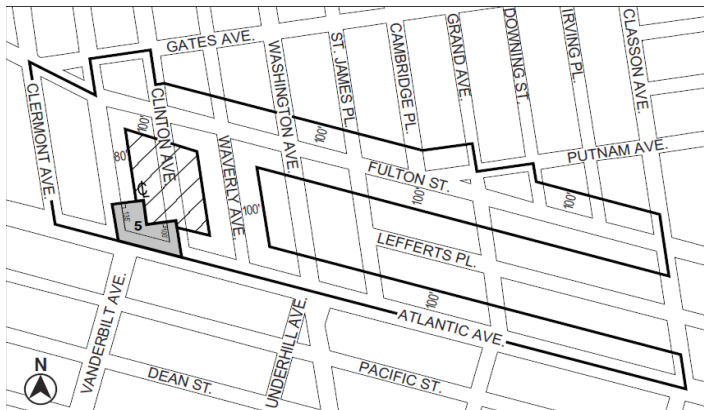 GATES AVE.
CLERMONT AVE.
CLINTON AVE.
WASHINGTON AVE.
ST. JAMES PL.
CAMBRIDGE PL.
GRAND AVE.
DOWNING ST.
IRVING PL.
CLASSON AVE.
100'
80'
WAVERLY AVE.
100'
PUTNAM AVE.
FULTON ST.
100'
100'
100'
5
LEFFERTS PL.
100'
ATLANTIC AVE.
VANDERBILT AVE.
UNDERHILL AVE.
N
DEAN ST.
PACIFIC ST.